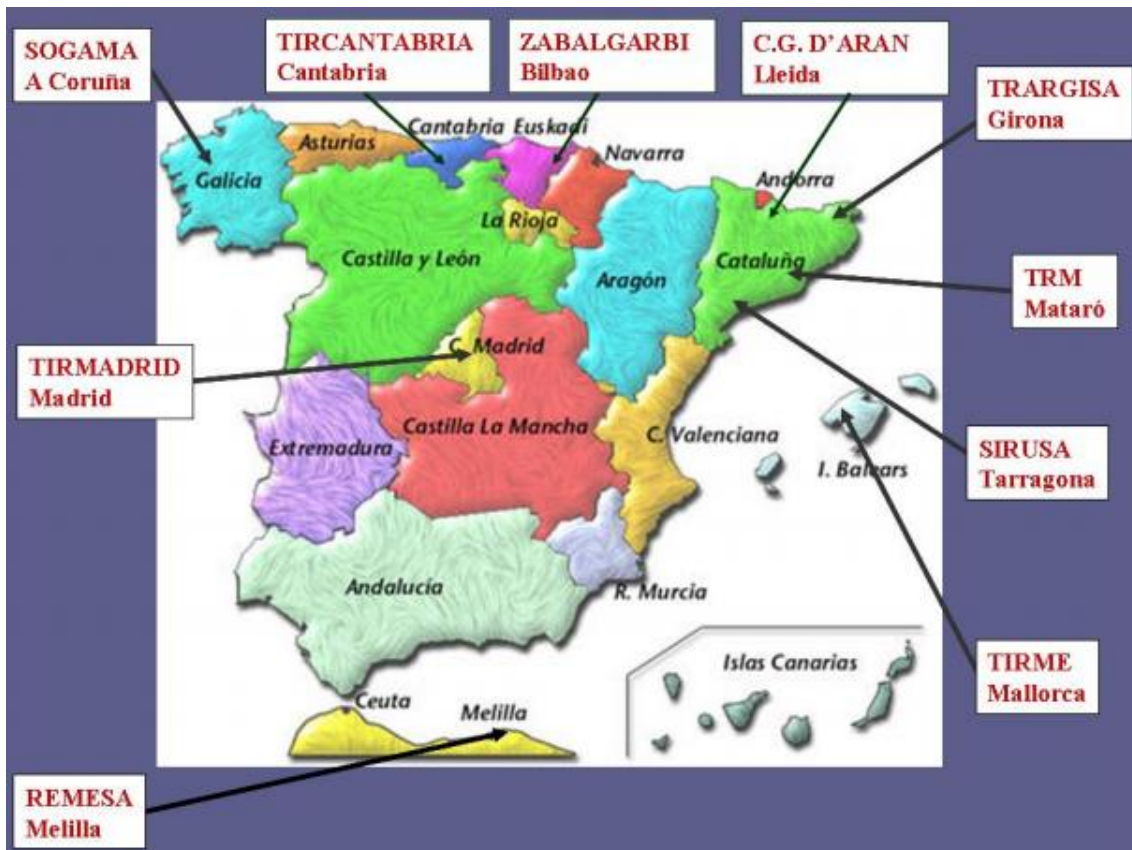 SOGAMA
A Coruña
TIRCANTABRIA
Cantabria
ZABALGARBI
Bilbao
C.G. D'ARAN
Lleida
TRARGISA
Girona
Cantabria Euskadi
Asturias
Navarra
Andorra
Galicia
La Rioja
Castilla y León
Aragón
Cataluña
TRM
Mataró
TIRMADRID
Madrid
C. Madrid
Castilla La Mancha
C. Valenciana
Extremadura
I. Balears
SIRUSA
Tarragona
Andalucía
R. Murcia
Islas Canarias
TIRME
Mallorca
Ceuta
Melilla
REMESA
Melilla